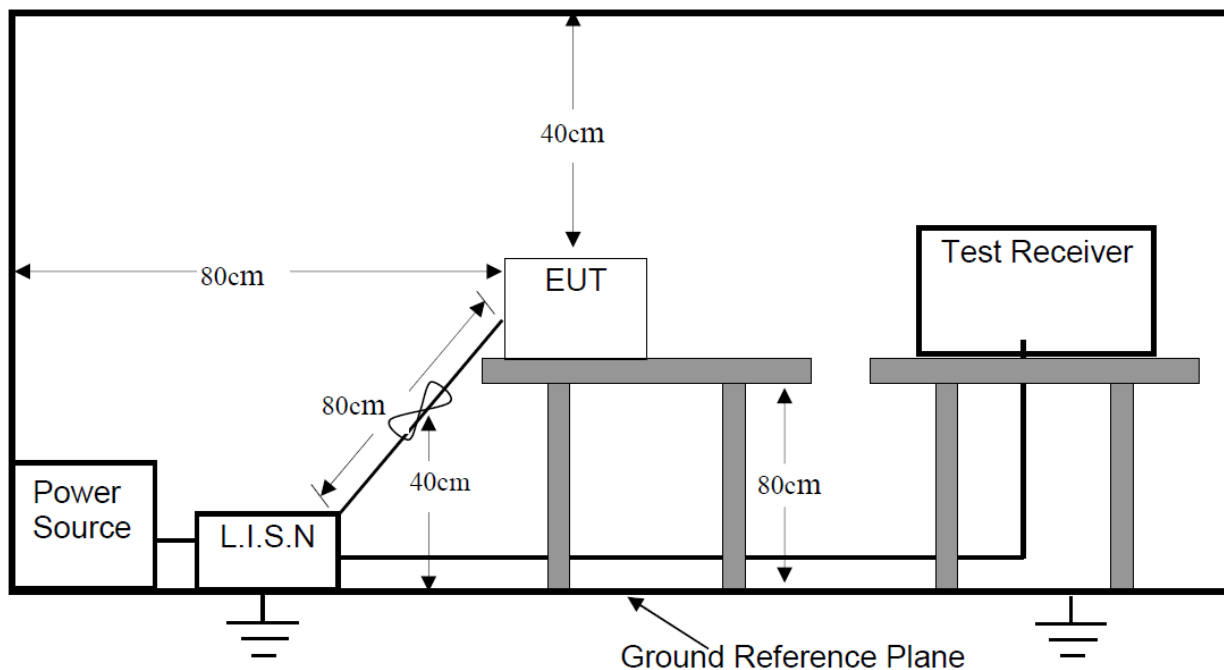 40cm
80cm
EUT
Test Receiver
80cm
40cm
80cm
Power
Source
L.I.S.N
Ground Reference Plane